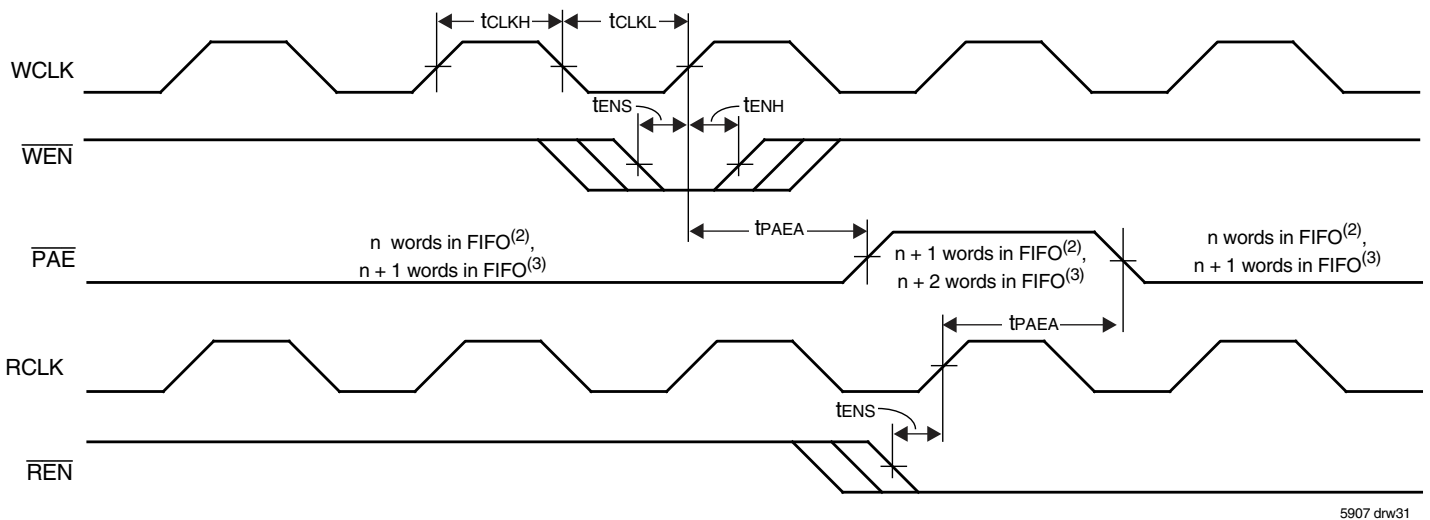 tCLKH
tCLKL
WCLK
tENS
tENH
WEN
tPAEA
PAE
n words in FIFO(2),
n + 1 words in FIFO(3)
n + 1 words in FIFO(2),
n + 2 words in FIFO(3)
n words in FIFO(2),
n + 1 words in FIFO(3)
tPAEA
RCLK
tENS
REN
5907 drw31